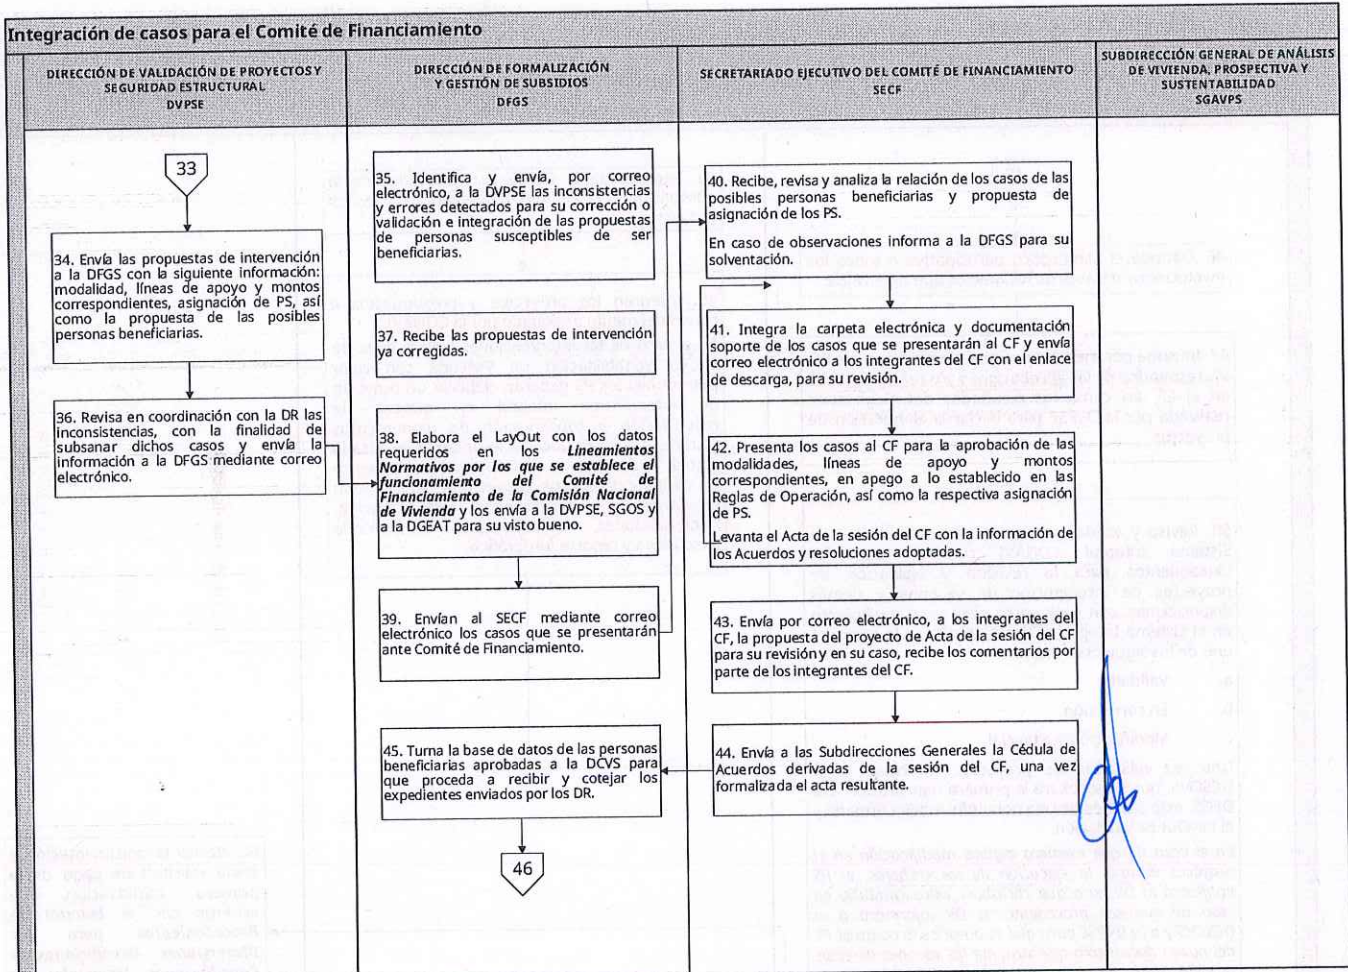 Integración de casos para el Comité de Financiamiento
DIRECCIÓN DE VALIDACIÓN DE PROYECTOS Y
SEGURIDAD ESTRUCTURAL
DVPSE
DIRECCIÓN DE FORMALIZACIÓN
Y GESTIÓN DE SUBSIDIOS
DFGS
SECRETARIADO EJECUTIVO DEL COMITÉ DE FINANCIAMIENTO
SECF
SUBDIRECCIÓN GENERAL DE ANÁLISIS
DE VIVIENDA, PROSPECTIVA Y
SUSTENTABILIDAD
SGAVPS
33
34. Envía las propuestas de intervención
a la DFGS con la siguiente información:
modalidad, líneas de apoyo y montos
correspondientes, asignación de PS, así
como la propuesta de las posibles
personas beneficiarias.
35. Identifica y envía, por correo
electrónico, a la DVPSE las inconsistencias
y errores detectados para su corrección o
validación e integración de las propuestas
de personas susceptibles de ser
beneficiarias.
36. Revisa en coordinación con la DR las
inconsistencias, con la finalidad de
subsanar dichos casos y envía la
información a la DFGS mediante correo
electrónico.
37. Recibe las propuestas de intervención
ya corregidas.
38. Elabora el LayOut con los datos
requeridos en los Lineamientos
Normativos por los que se establece el
funcionamiento del Comité de
Financiamiento de la Comisión Nacional
de Vivienda y los envía a la DVPSE, SGOS y
a la DGEAT para su visto bueno.
39. Envían al SECF mediante correo
electrónico los casos que se presentarán
ante Comité de Financiamiento.
40. Recibe, revisa y analiza la relación de los casos de las
posibles personas beneficiarias y propuesta de
asignación de los PS.
En caso de observaciones informa a la DFGS para su
solventación.
41. Integra la carpeta electrónica y documentación
soporte de los casos que se presentarán al CF y envía
correo electrónico a los integrantes del CF con el enlace
de descarga, para su revisión.
42. Presenta los casos al CF para la aprobación de las
modalidades, líneas de apoyo y montos
correspondientes, en apego a lo establecido en las
Reglas de Operación, así como la respectiva asignación
de PS.
Levanta el Acta de la sesión del CF con la información de
los Acuerdos y resoluciones adoptadas.
43. Envía por correo electrónico, a los integrantes del
CF, la propuesta del proyecto de Acta de la sesión del CF
para su revisión y en su caso, recibe los comentarios por
parte de los integrantes del CF.
44. Envía a las Subdirecciones Generales la Cédula de
Acuerdos derivadas de la sesión del CF, una vez
formalizada el acta resultante.
45. Turna la base de datos de las personas
beneficiarias aprobadas a la DCVS para
que proceda a recibir y cotejar los
expedientes enviados por los DR.
46